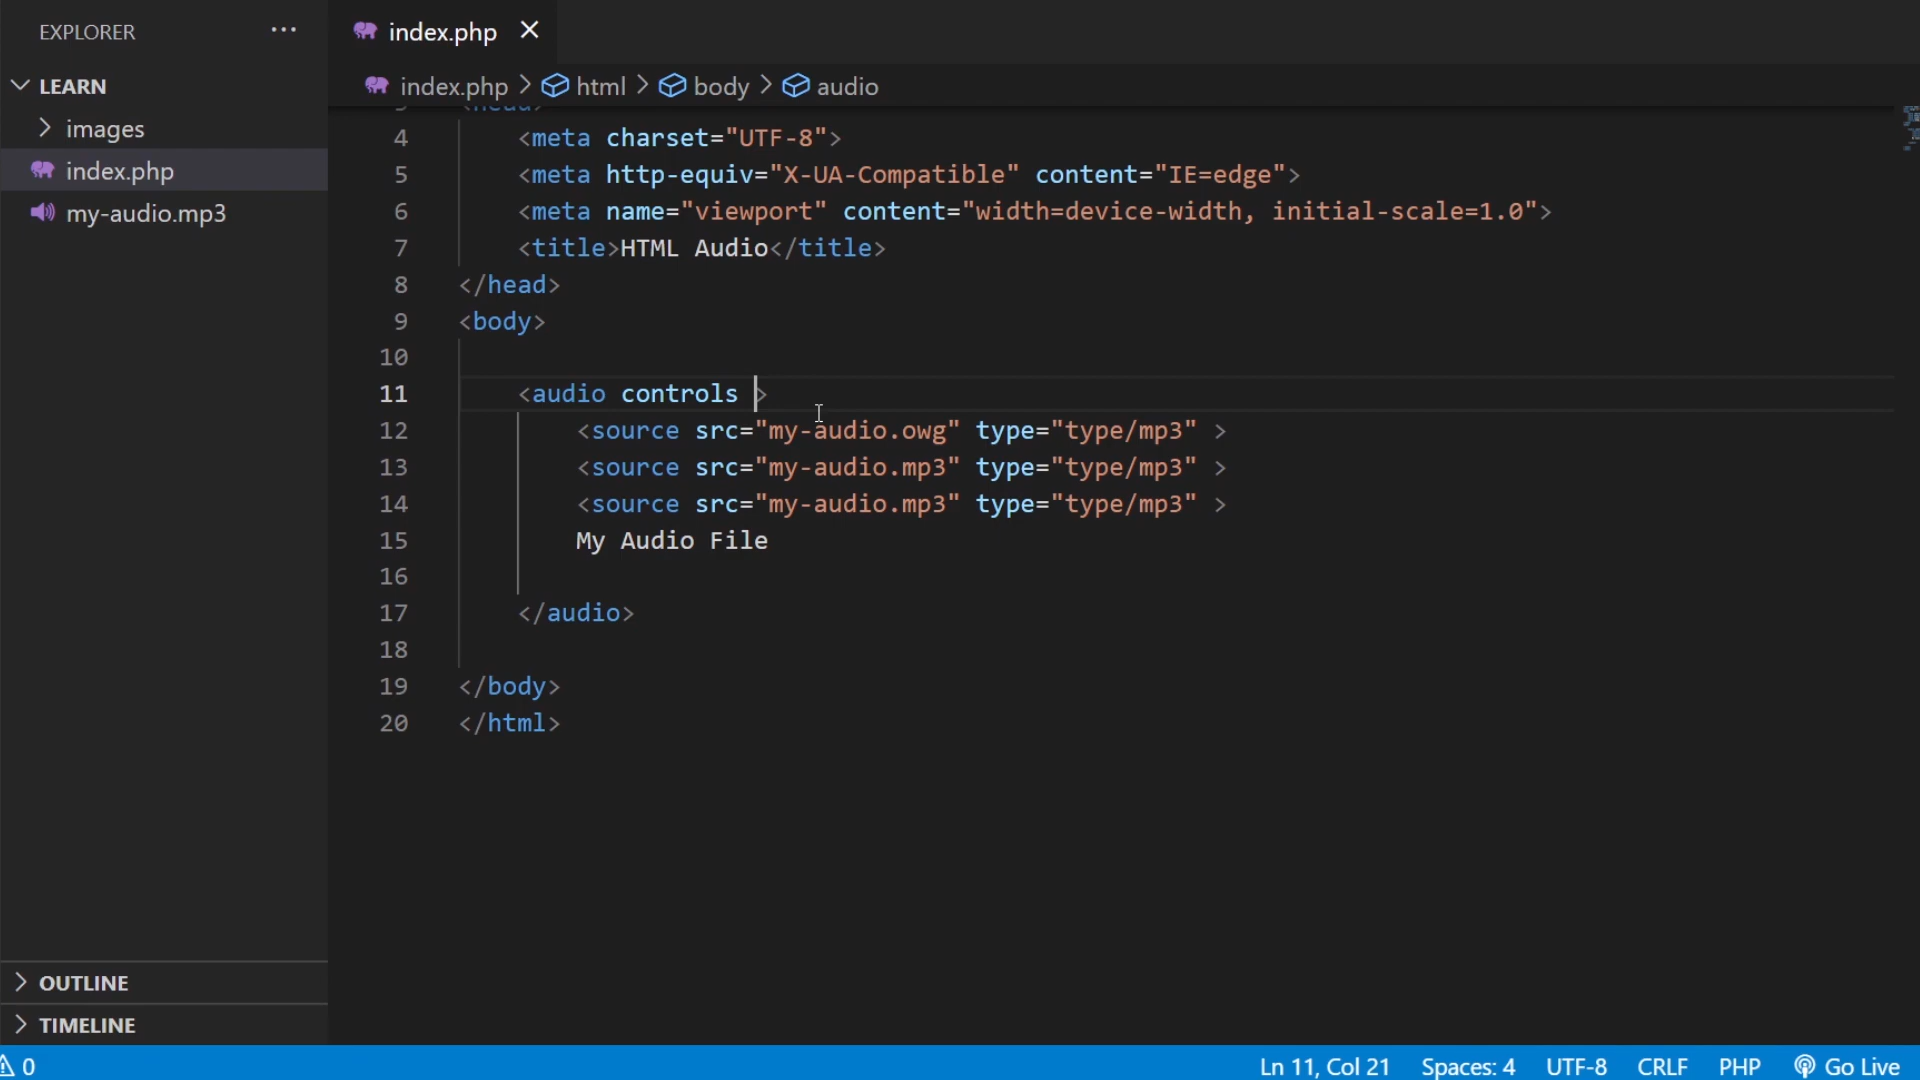 EXPLORER ...
LEARN
images
index.php
my-audio.mp3
OUTLINE
TIMELINE
index.php
index.php > html > body > audio
3 <head>
4 <meta charset="UTF-8">
5 <meta http-equiv="X-UA-Compatible" content="IE=edge">
6 <meta name="viewport" content="width=device-width, initial-scale=1.0">
7 <title>HTML Audio</title>
8 </head>
9 <body>
10
11 <audio controls >
12 <source src="my-audio.owg" type="type/mp3" >
13 <source src="my-audio.mp3" type="type/mp3" >
14 <source src="my-audio.mp3" type="type/mp3" >
15 My Audio File
16
17 </audio>
18
19 </body>
20 </html>
0 Ln 11, Col 21 Spaces: 4 UTF-8 CRLF PHP Go Live